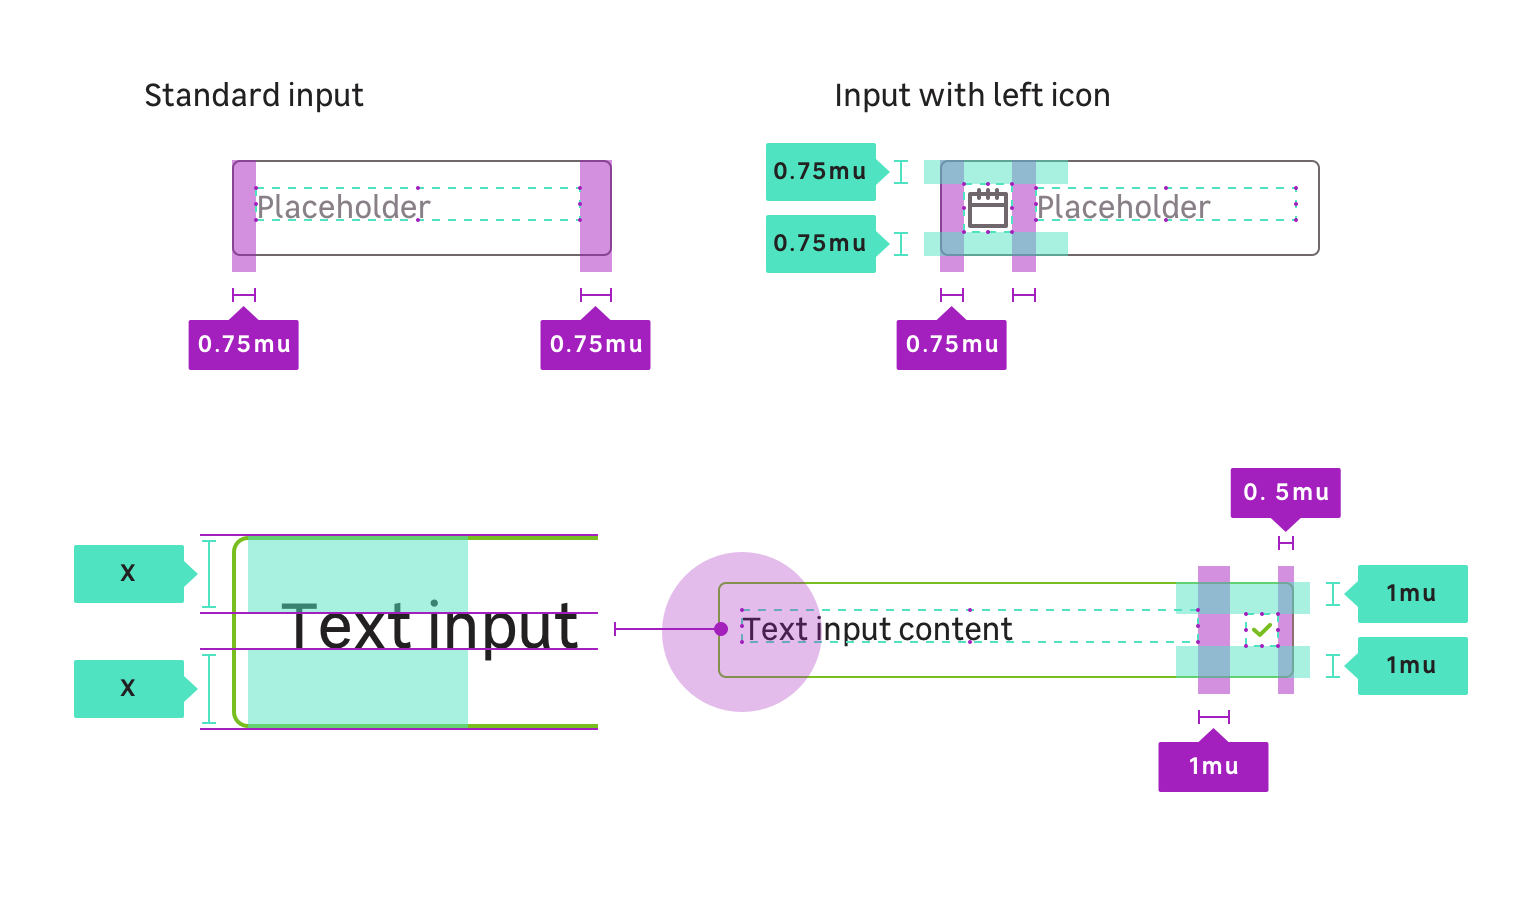 Standard input
Placeholder
0.75mu
0.75mu
Input with left icon
0.75mu
0.75mu
Placeholder
0.75mu
X
X
Text input
0. 5mu
Text input content
1mu
1mu
1mu